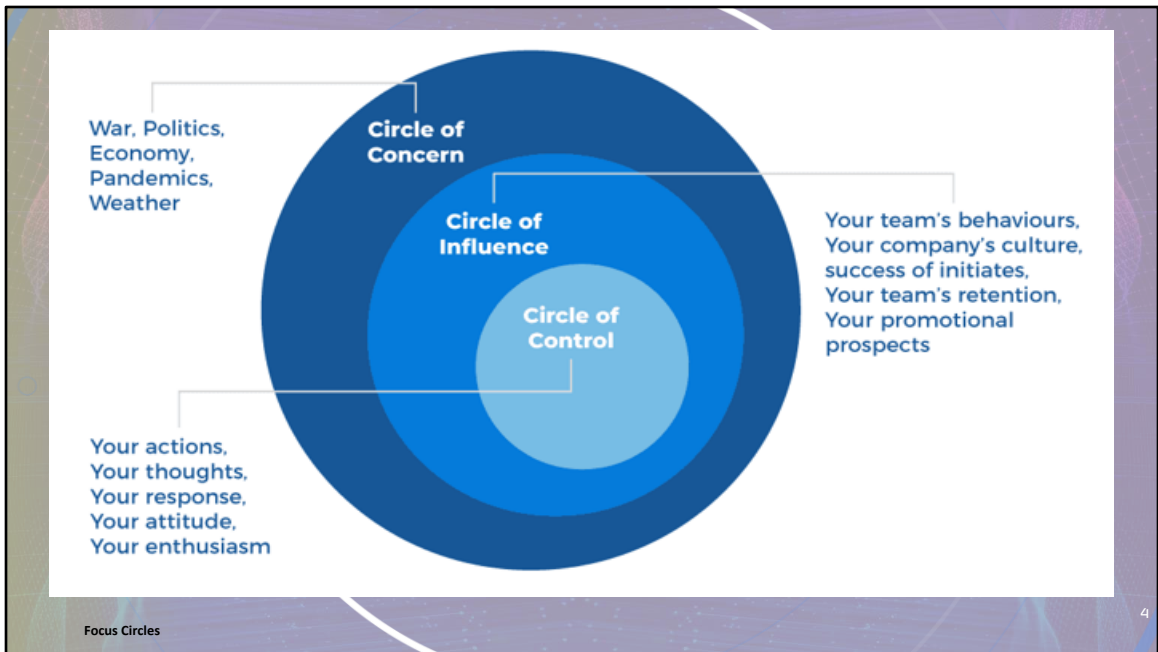 War, Politics,
Economy,
Pandemics,
Weather
Circle of
Concern
Circle of
Influence
Your team's behaviours,
Your company's culture,
success of initiates,
Your team's retention,
Your promotional
prospects
Circle of
Control
Your actions,
Your thoughts,
Your response,
Your attitude,
Your enthusiasm
Focus Circles
4